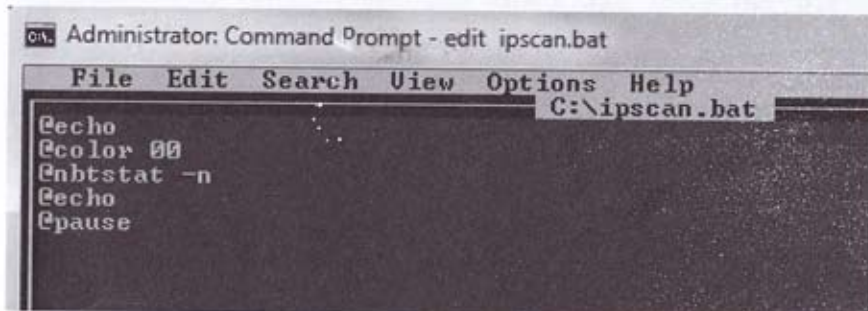 Administrator: Command Prompt - edit ipscan.bat
File Edit Search View Options Help
C:\ipscan.bat
@echo
@color 00
@nbtstat -n
@echo
@pause